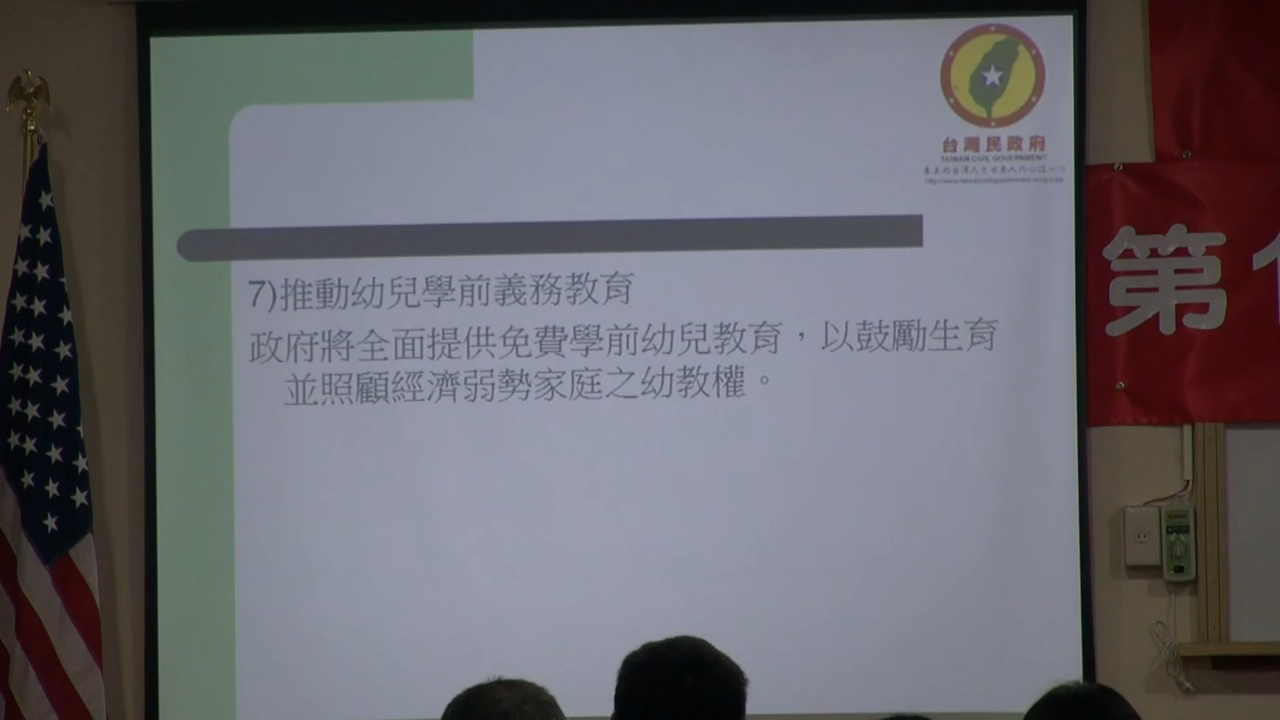 台灣民政府
TAIWAN CIVIL GOVERNMENT
7)推動幼兒學前義務教育
政府將全面提供免費學前幼兒教育，以鼓勵生育
並照顧經濟弱勢家庭之幼教權。
第